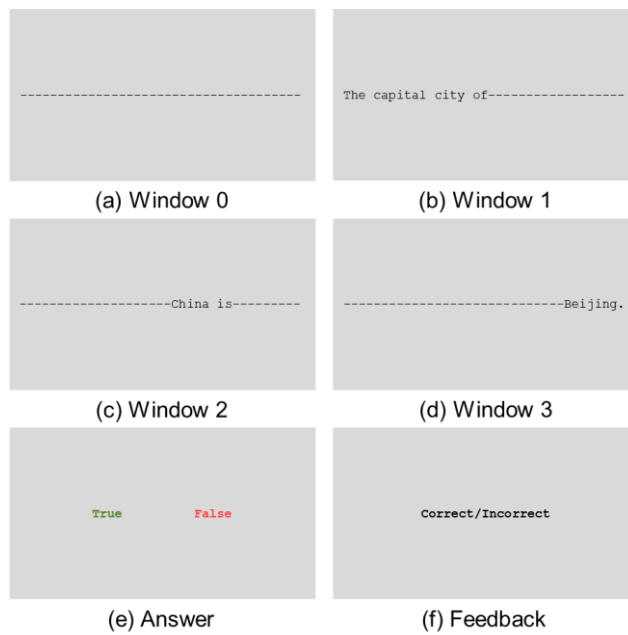 -------------------------------------
The capital city of------------------
(a) Window 0
(b) Window 1
--------------------China is---------
-----------------------------Beijing.
(c) Window 2
(d) Window 3
True False
Correct/Incorrect
(e) Answer
(f) Feedback